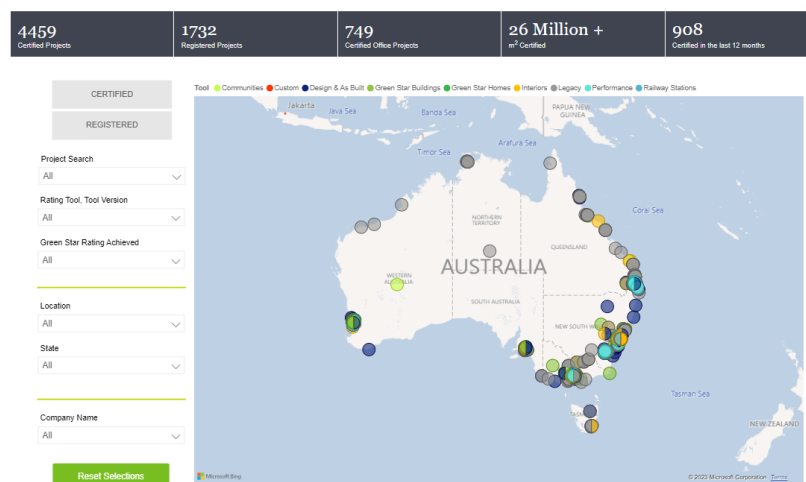 4459
Certified Projects
1732
Registered Projects
749
Certified Office Projects
26 Million +
m² Certified
908
Certified in the last 12 months
CERTIFIED
REGISTERED
Project Search
All
Rating Tool, Tool Version
All
Green Star Rating Achieved
All
Location
All
State
All
Company Name
All
Reset Selections
Tool Communities Custom Design & As Built Green Star Buildings Green Star Homes Interiors Legacy Performance Railway Stations
Jakarta
Java Sea
Banda Sea
PAPUA NEW
GUINEA
Arafura Sea
Timor Sea
Coral Sea
NORTHERN
TERRITORY
QUEENSLAND
AUSTRALIA
WESTERN
AUSTRALIA
SOUTH AUSTRALIA
NEW SOUTH W
Tasman Sea
TASM
NEW ZEALAND
Microsoft Bing
© 2023 Microsoft Corporation Terms